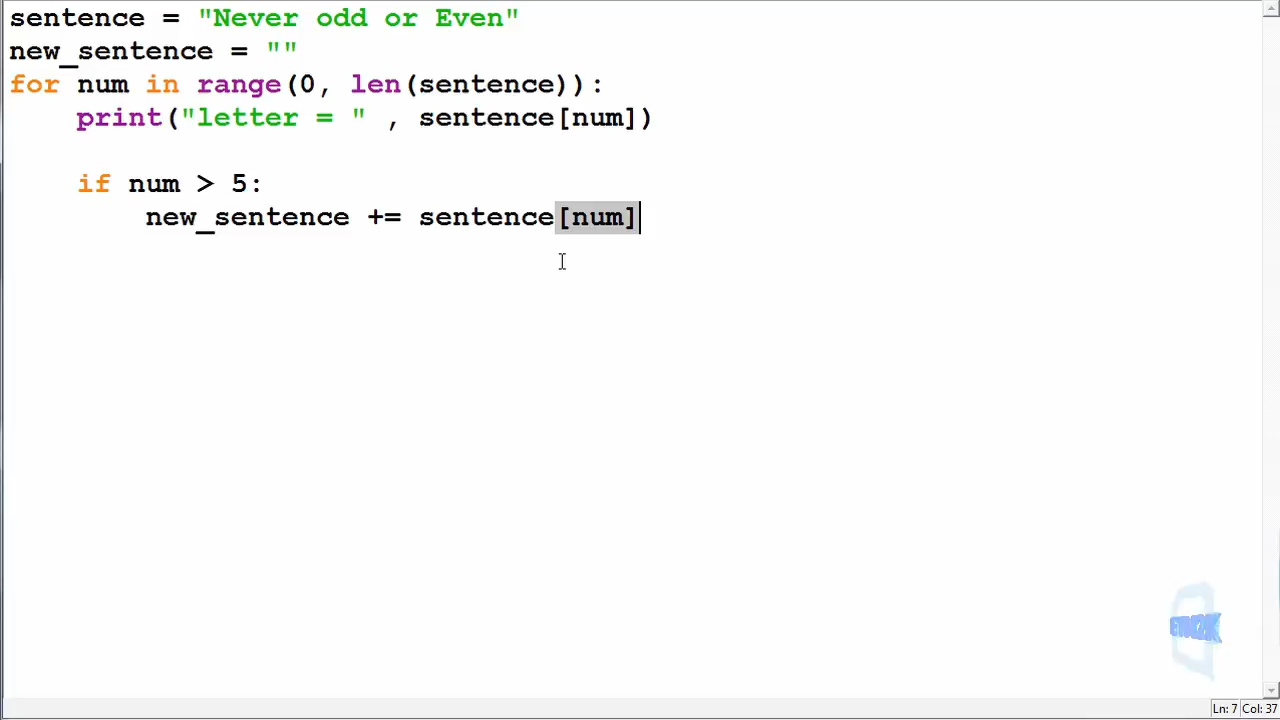 sentence = "Never odd or Even"
new_sentence = ""
for num in range(0, len(sentence)):
    print("letter = " , sentence[num])
    if num > 5:
        new_sentence += sentence[num]
Ln: 7 Col: 37